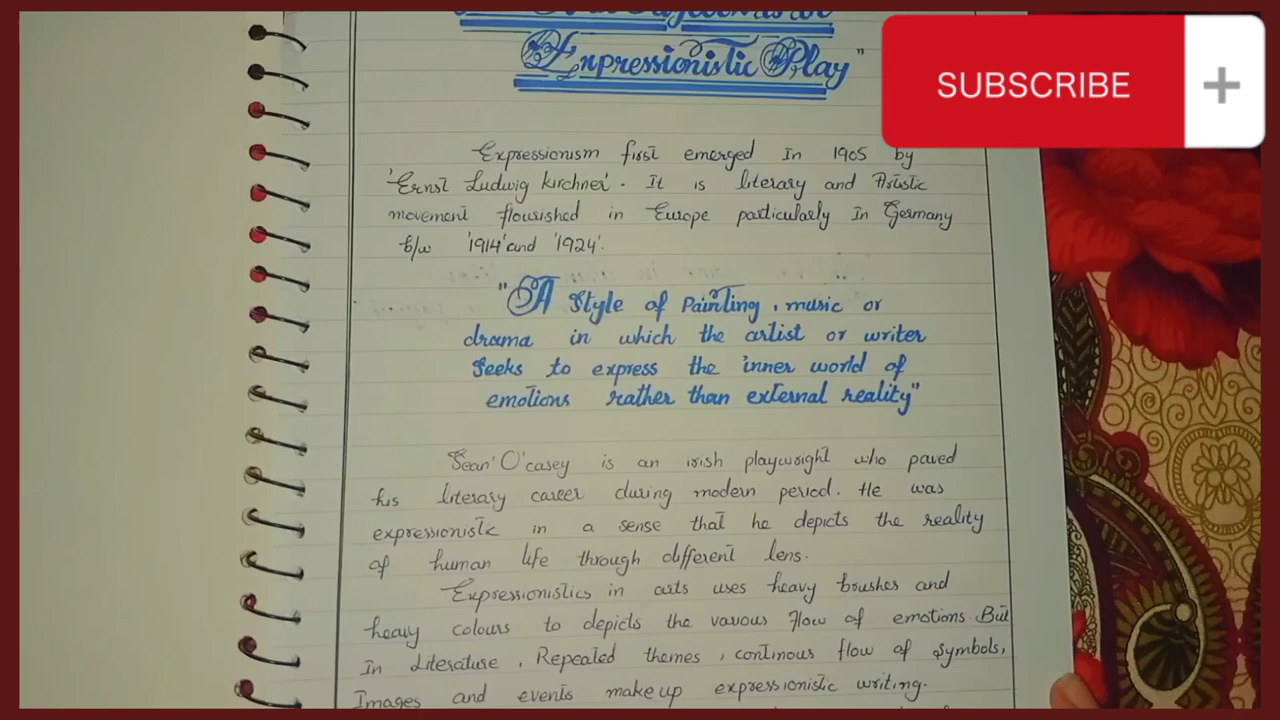 Expressionistic Play"
SUBSCRIBE +
Expressionism first emerged In 1905 by
'Ernst Ludwig kirchner'. It is literary and Artistic
movement flourished in Europe particularly In Germany
b/w '1914' and '1924'.
"A Style of Painting, music or
drama in which the artist or writer
Seeks to express the inner world of
emotions rather than external reality"
Sean O'casey is an irish playwright who paved
his literary career during modern period. He was
expressionistc in a sense that he depicts the reality
of human life through different lens.
Expressionistics in arts uses heavy brushes and
heavy colours to depicts the varous flow of emotions. But
In Literature, Repeated themes, continous flow of symbols,
Images and events make up expressionistic writing.